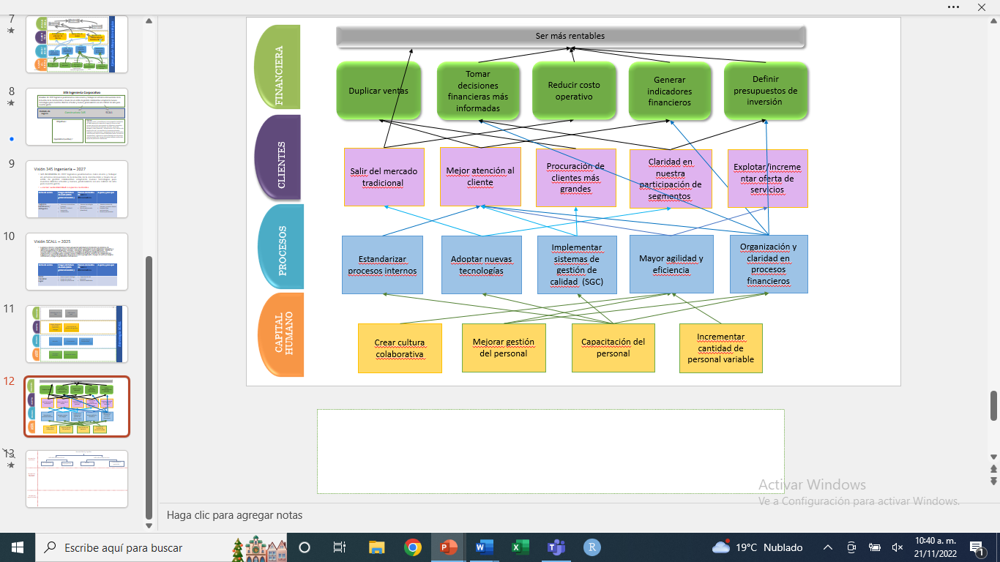 7
8
345 Ingeniería Corporativo
9
Visión 345 Ingeniería – 2027
10
Visión SCALL – 2025
11
12
13
FINANCIERA
Ser más rentables
Duplicar ventas
Tomar
decisiones
financieras más
informadas
Reducir costo
operativo
Generar
indicadores
financieros
Definir
presupuestos de
inversión
CLIENTES
Salir del mercado
tradicional
Mejor atención al
cliente
Procuración de
clientes más
grandes
Claridad en
nuestra
participación de
segmentos
Explotar/increme
ntar oferta de
servicios
PROCESOS
Estandarizar
procesos internos
Adoptar nuevas
tecnologías
Implementar
sistemas de
gestión de
calidad (SGC)
Mayor agilidad y
eficiencia
Organización y
claridad en
procesos
financieros
CAPITAL
HUMANO
Crear cultura
colaborativa
Mejorar gestión
del personal
Capacitación del
personal
Incrementar
cantidad de
personal variable
Activar Windows
Ve a Configuración para activar Windows.
Haga clic para agregar notas
Escribe aquí para buscar
19°C Nublado
10:40 a. m.
21/11/2022
1